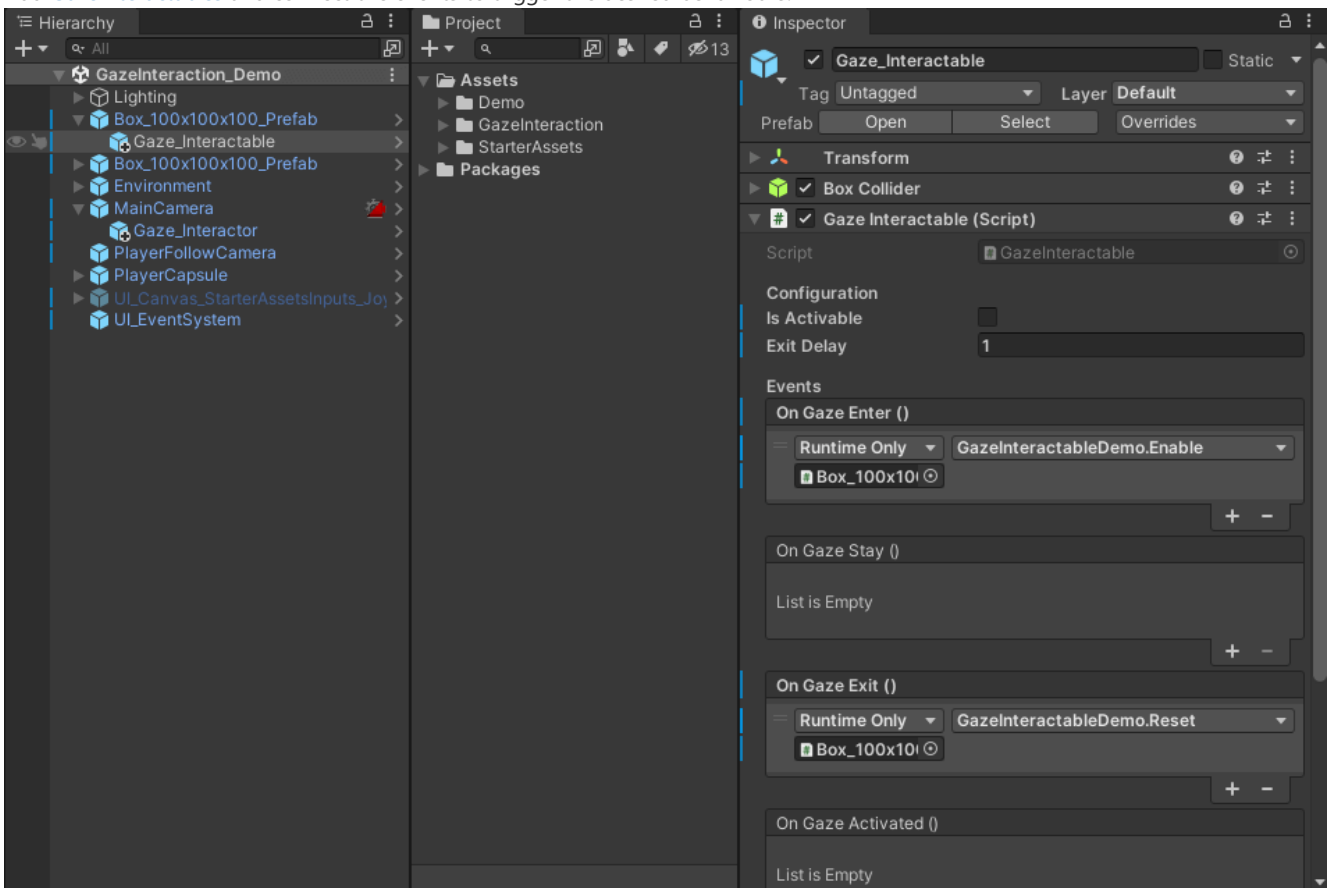 Hierarchy
All
GazeInteraction_Demo
Lighting
Box_100x100x100_Prefab
Gaze_Interactable
Box_100x100x100_Prefab
Environment
MainCamera
Gaze_Interactor
PlayerFollowCamera
PlayerCapsule
UI_Canvas_StarterAssetsInputs_Joy
UI_EventSystem
Project
13
Assets
Demo
GazeInteraction
StarterAssets
Packages
Inspector
Gaze_Interactable Static
Tag Untagged Layer Default
Prefab Open Select Overrides
Transform
Box Collider
# Gaze Interactable (Script)
Script GazeInteractable
Configuration
Is Activable
Exit Delay 1
Events
On Gaze Enter ()
Runtime Only GazeInteractableDemo.Enable
Box_100x10
On Gaze Stay ()
List is Empty
On Gaze Exit ()
Runtime Only GazeInteractableDemo.Reset
Box_100x10
On Gaze Activated ()
List is Empty